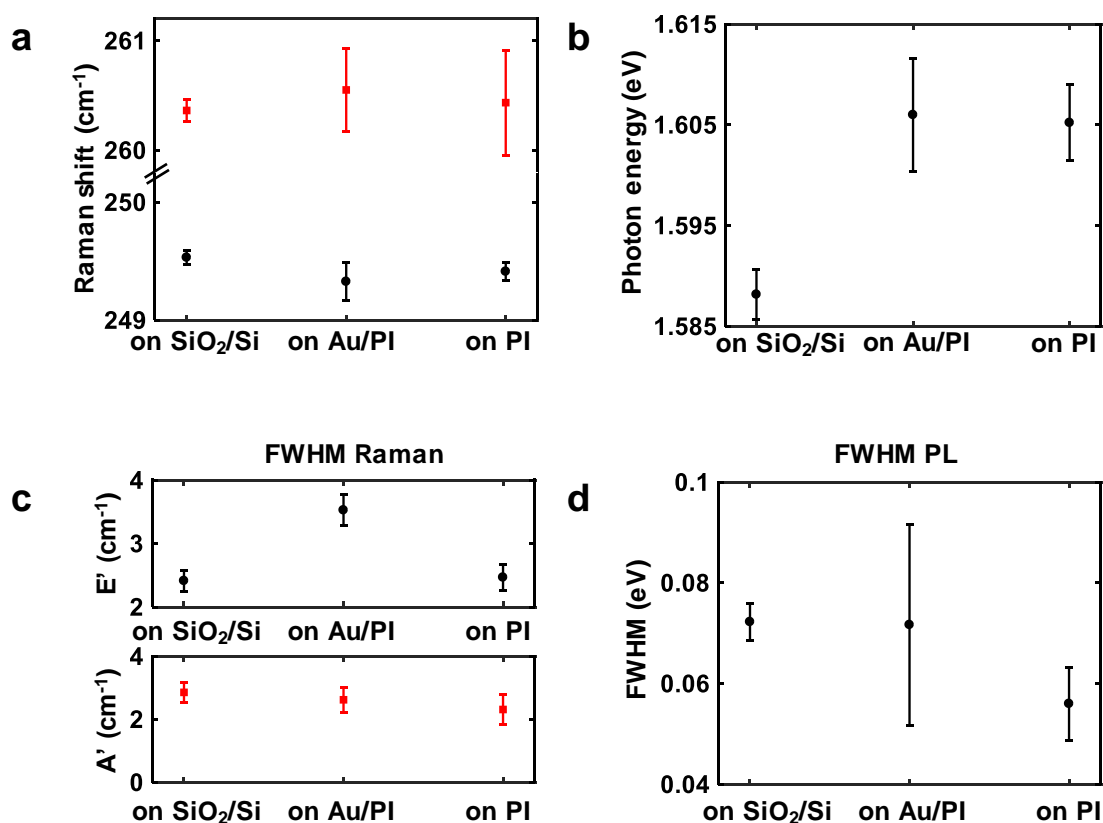 a
Raman shift (cm⁻¹)
261
260
250
249
on SiO₂/Si
on Au/PI
on PI
b
Photon energy (eV)
1.615
1.605
1.595
1.585
on SiO₂/Si
on Au/PI
on PI
c
FWHM Raman
E’ (cm⁻¹)
4
3
2
on SiO₂/Si
on Au/PI
on PI
A’ (cm⁻¹)
4
2
0
on SiO₂/Si
on Au/PI
on PI
d
FWHM PL
FWHM (eV)
0.1
0.08
0.06
0.04
on SiO₂/Si
on Au/PI
on PI